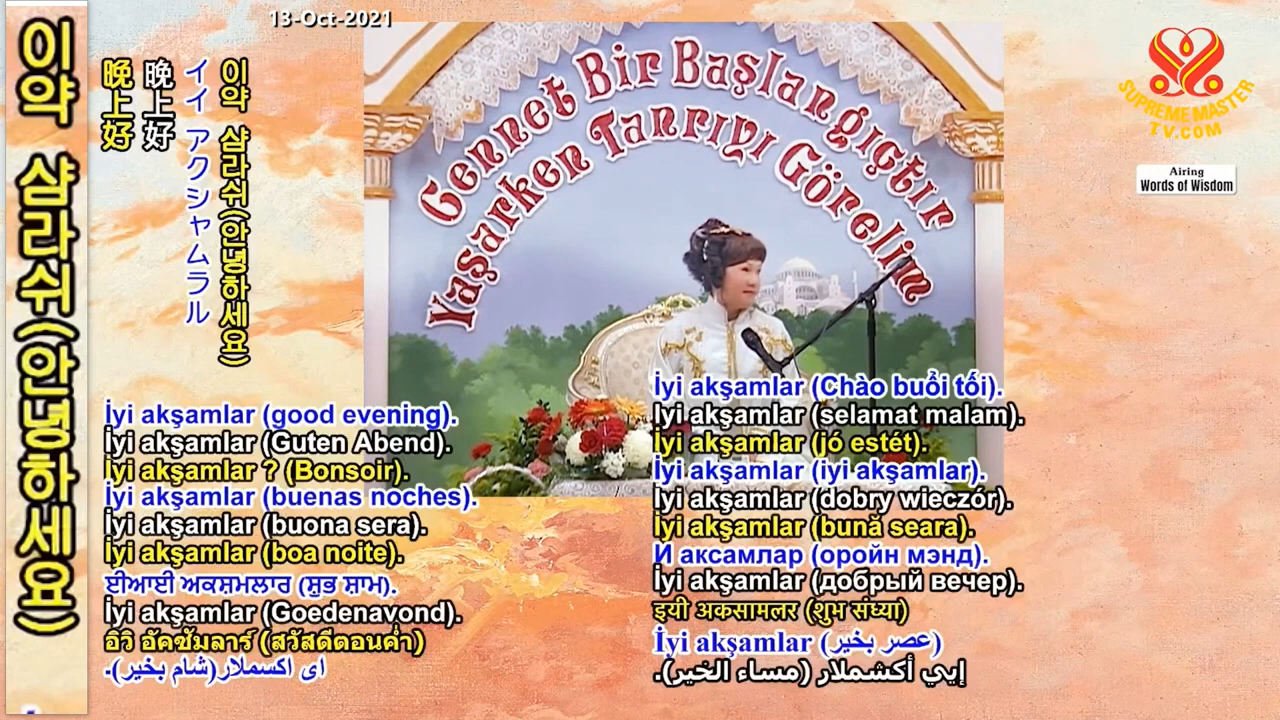 13-Oct-2021
이약 샴라쉬(안녕하세요)
晚上好
晚上好
イイ アクシャムラル
이약 샴라쉬(안녕하세요)
Cennet Bir Başlangıçtır
Yaşarken Tanrıyı Görelim
SUPREME MASTER
TV.COM
Airing
Words of Wisdom
İyi akşamlar (good evening).
İyi akşamlar (Guten Abend).
İyi akşamlar ? (Bonsoir).
İyi akşamlar (buenas noches).
İyi akşamlar (buona sera).
İyi akşamlar (boa noite).
ਈਆਈ ਅਕਸ਼ਮਲਾਰ (ਸ਼ੁਭ ਸ਼ਾਮ).
İyi akşamlar (Goedenavond).
อีวิ อัคซัมลาร์ (สวัสดีตอนค่ำ)
ای اکسملار(شام بخیر).
İyi akşamlar (Chào buổi tối).
İyi akşamlar (selamat malam).
İyi akşamlar (jó estét).
İyi akşamlar (iyi akşamlar).
İyi akşamlar (dobry wieczór).
İyi akşamlar (bună seara).
И аксамлар (оройн мэнд).
İyi akşamlar (добрый вечер).
इयी अकसामलर (शुभ संध्या)
İyi akşamlar (عصر بخیر)
إيي أكشملار (مساء الخير).